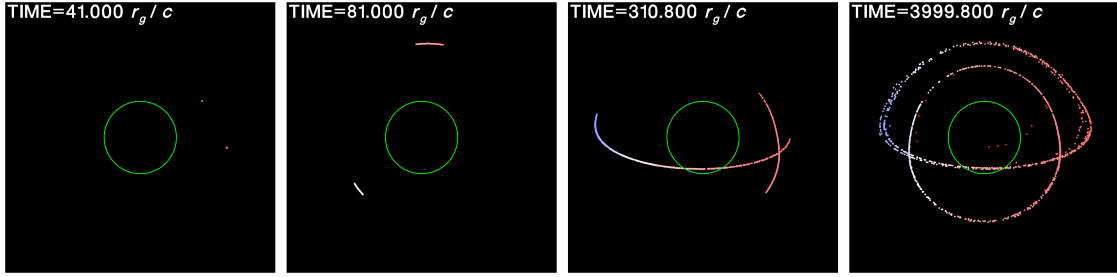 TIME=41.000 r_g / c
TIME=81.000 r_g / c
TIME=310.800 r_g / c
TIME=3999.800 r_g / c